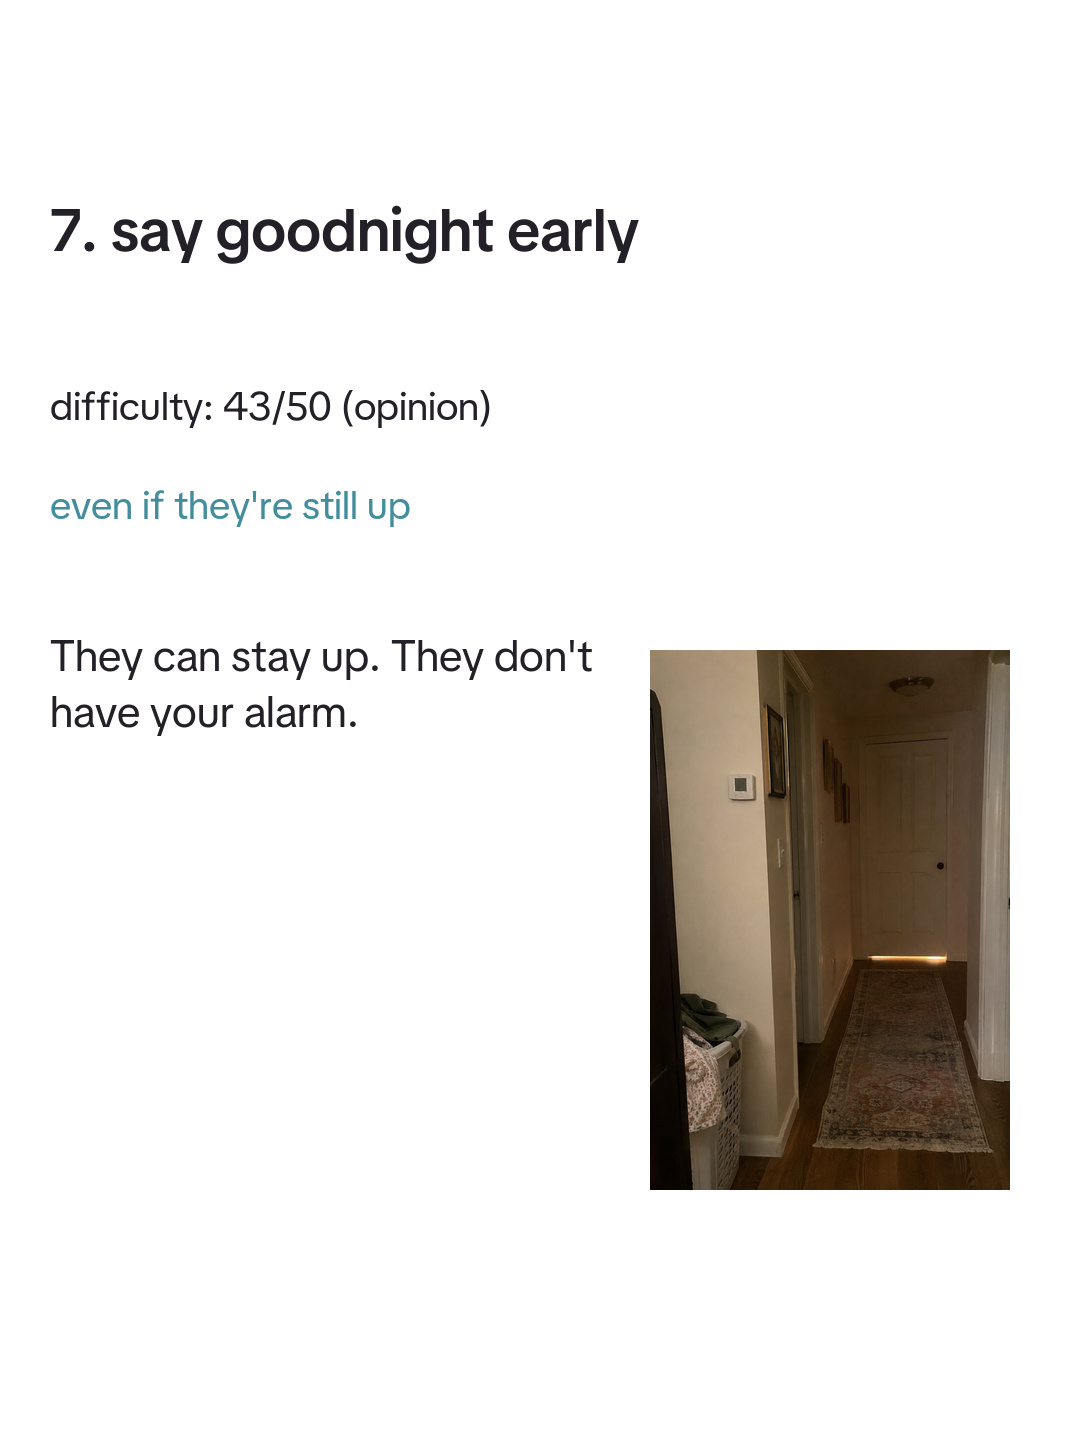 7. say goodnight early
difficulty: 43/50 (opinion)
even if they're still up
They can stay up. They don't
have your alarm.